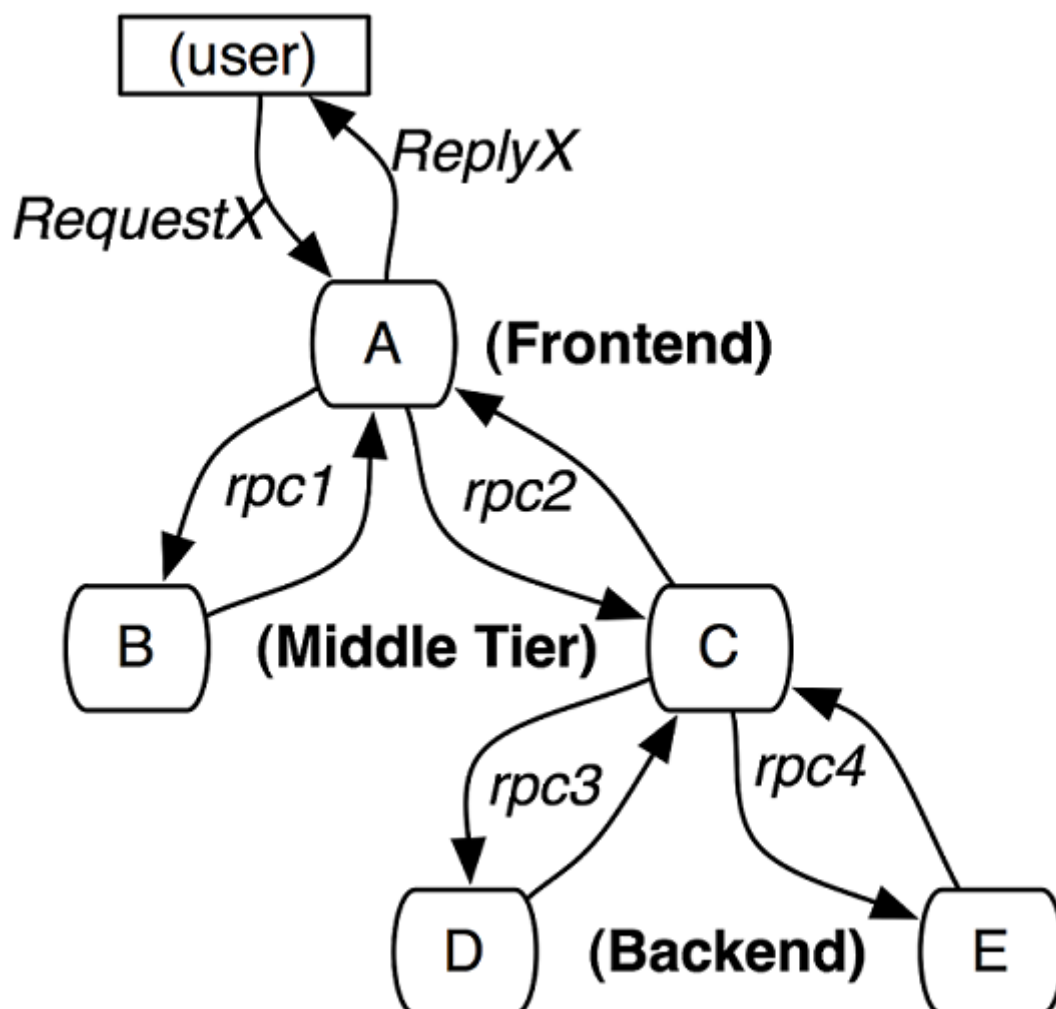 (user)
ReplyX
RequestX
A
(Frontend)
rpc1
rpc2
B
(Middle Tier)
C
rpc3
rpc4
D
(Backend)
E